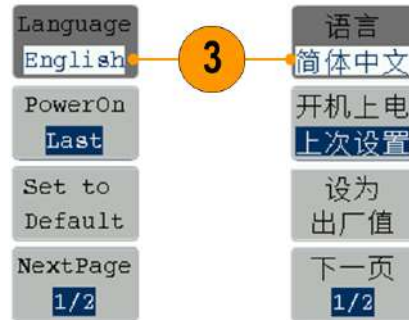 Language
English
PowerOn
Last
Set to
Default
NextPage
1/2
3
语言
简体中文
开机上电
上次设置
设为
出厂值
下一页
1/2